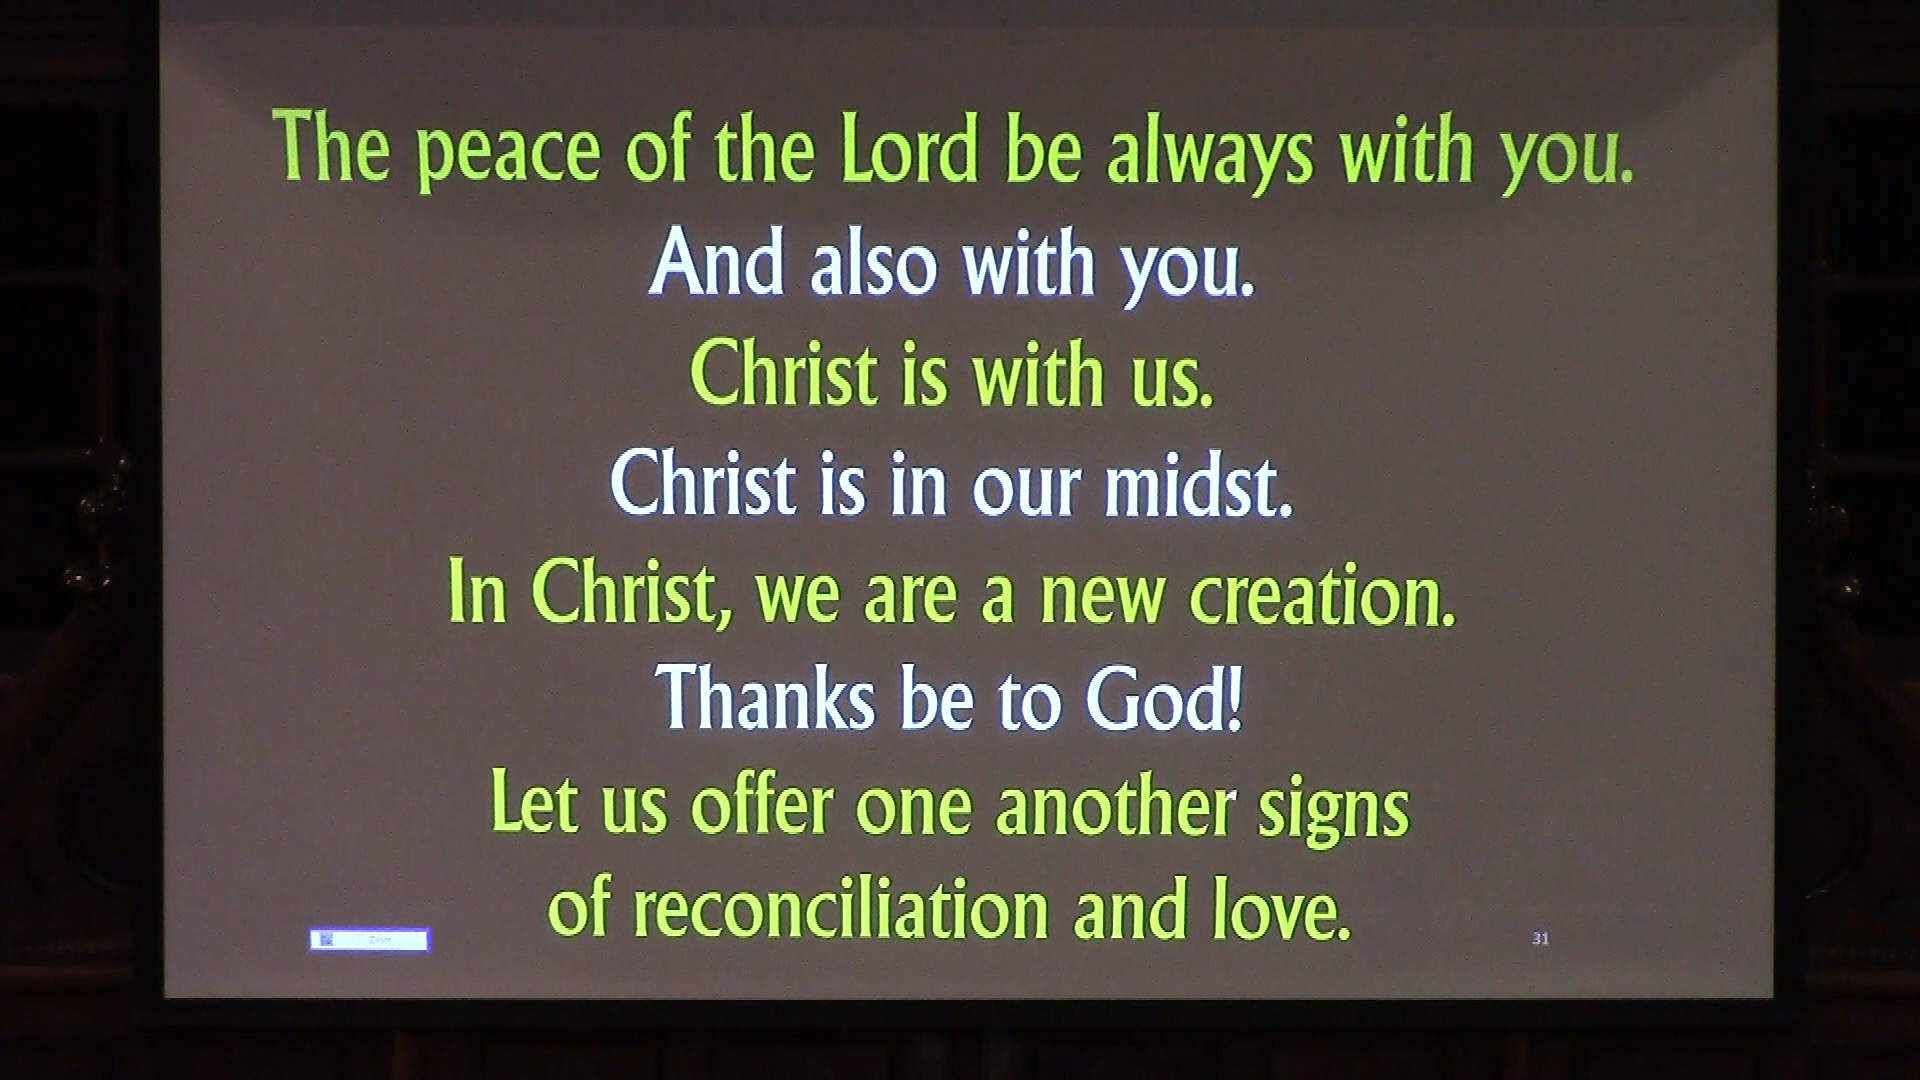 The peace of the Lord be always with you.
And also with you.
Christ is with us.
Christ is in our midst.
In Christ, we are a new creation.
Thanks be to God!
Let us offer one another signs
of reconciliation and love.
31